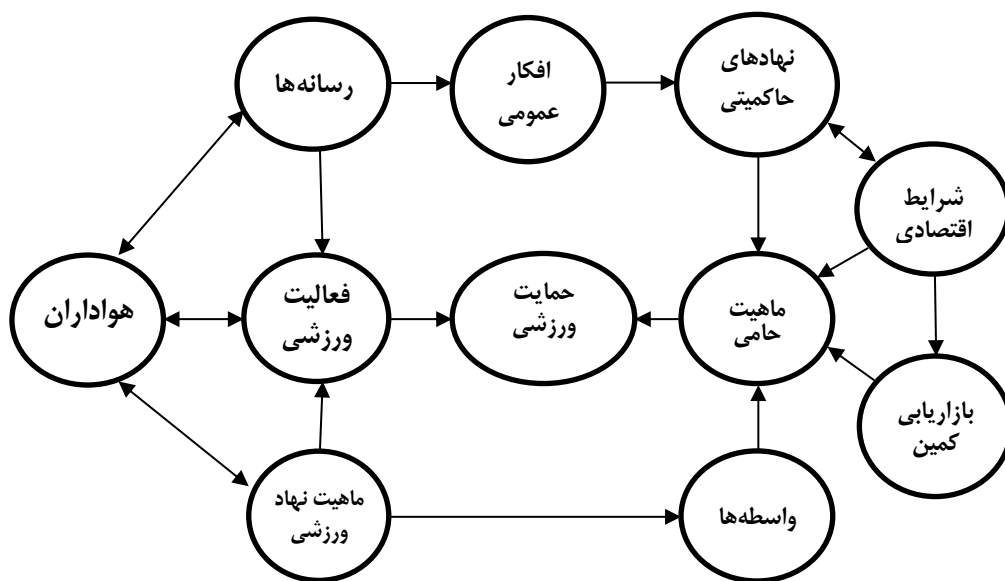 نهادهای
حاکمیتی
افکار
عمومی
رسانه‌ها
شرایط
اقتصادی
ماهیت
حامی
حمایت
ورزشی
فعالیت
ورزشی
هواداران
بازاریابی
کمین
واسطه‌ها
ماهیت نهاد
ورزشی